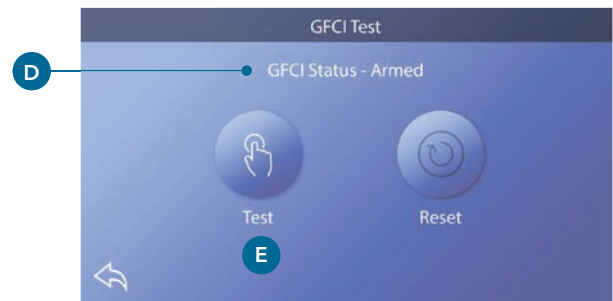 GFCI Test
D
GFCI Status - Armed
Test
Reset
E